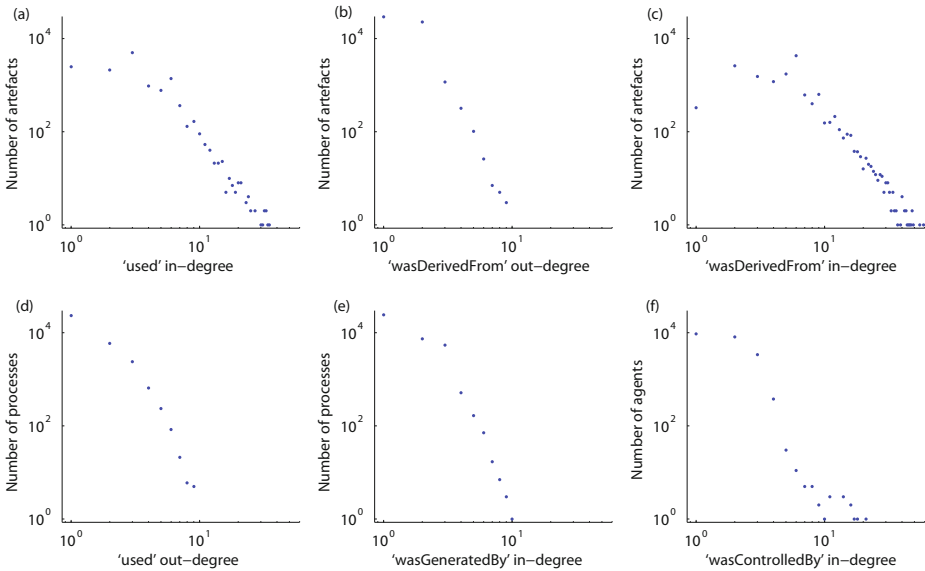 (a)
10^4
10^2
10^0
Number of artefacts
10^0 10^1
‘used’ in−degree
(b)
10^4
10^2
10^0
Number of artefacts
10^0 10^1
‘wasDerivedFrom’ out−degree
(c)
10^4
10^2
10^0
Number of artefacts
10^0 10^1
‘wasDerivedFrom’ in−degree
(d)
10^4
10^2
10^0
Number of processes
10^0 10^1
‘used’ out−degree
(e)
10^4
10^2
10^0
Number of processes
10^0 10^1
‘wasGeneratedBy’ in−degree
(f)
10^4
10^2
10^0
Number of agents
10^0 10^1
‘wasControlledBy’ in−degree